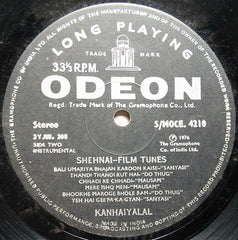 LONG PLAYING
TRADE MARK
33⅓ R.P.M.
ODEON
Regd. Trade Mark of The Gramophone Co., Ltd.
Stereo
S/MOCE. 4210
SIDE TWO
INSTRUMENTAL
℗ 1976
The Gramophone Co.
of India Ltd.
SHEHNAI-FILM TUNES
BALI UMARIYA BHAJAN KAROON KAISE-"SANYASI"
THANDI THANDI RUT HAI-"DO THUG"
CHHADI RE CHHADI-"MAUSAM"
MERE ISHQ MEIN-"MAUSAM"
BHOOKHE MAROGE BHOLE RAM-"DO THUG"
YEH HAI GEETA KA GYAN-"SANYASI"
KANHAIYALAL
MADE IN INDIA